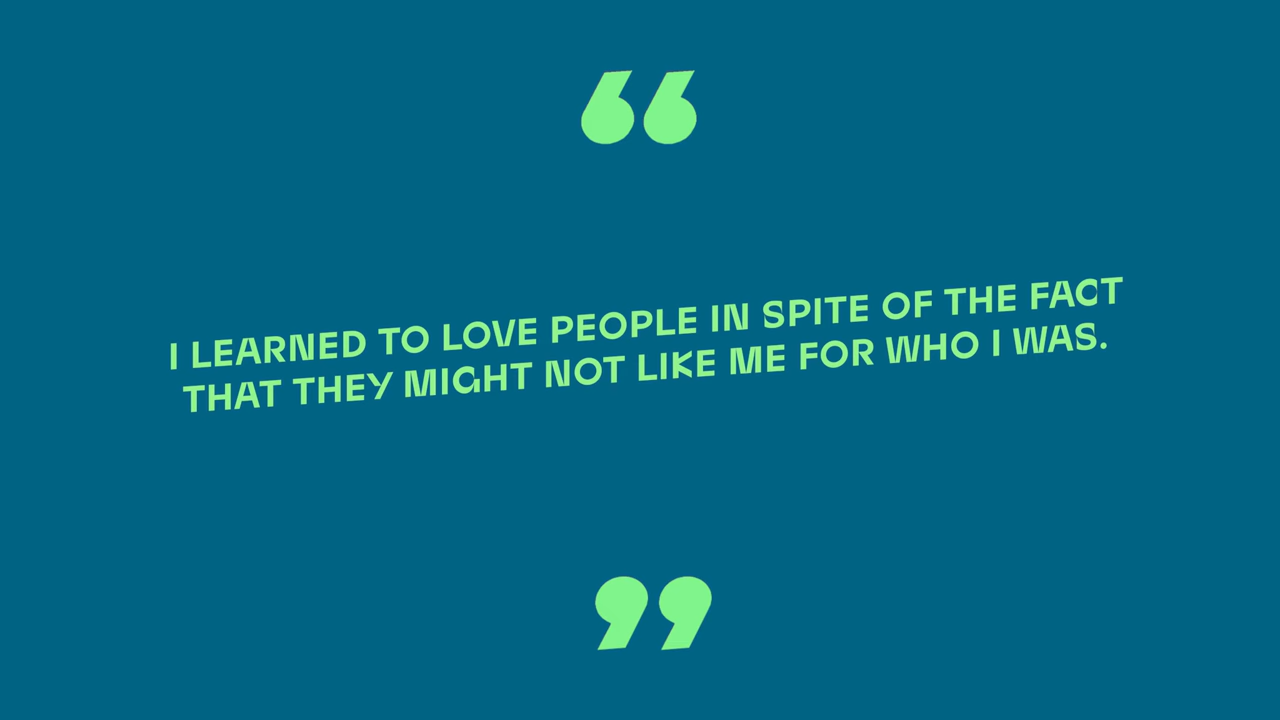 “
I LEARNED TO LOVE PEOPLE IN SPITE OF THE FACT
THAT THEY MIGHT NOT LIKE ME FOR WHO I WAS.
”